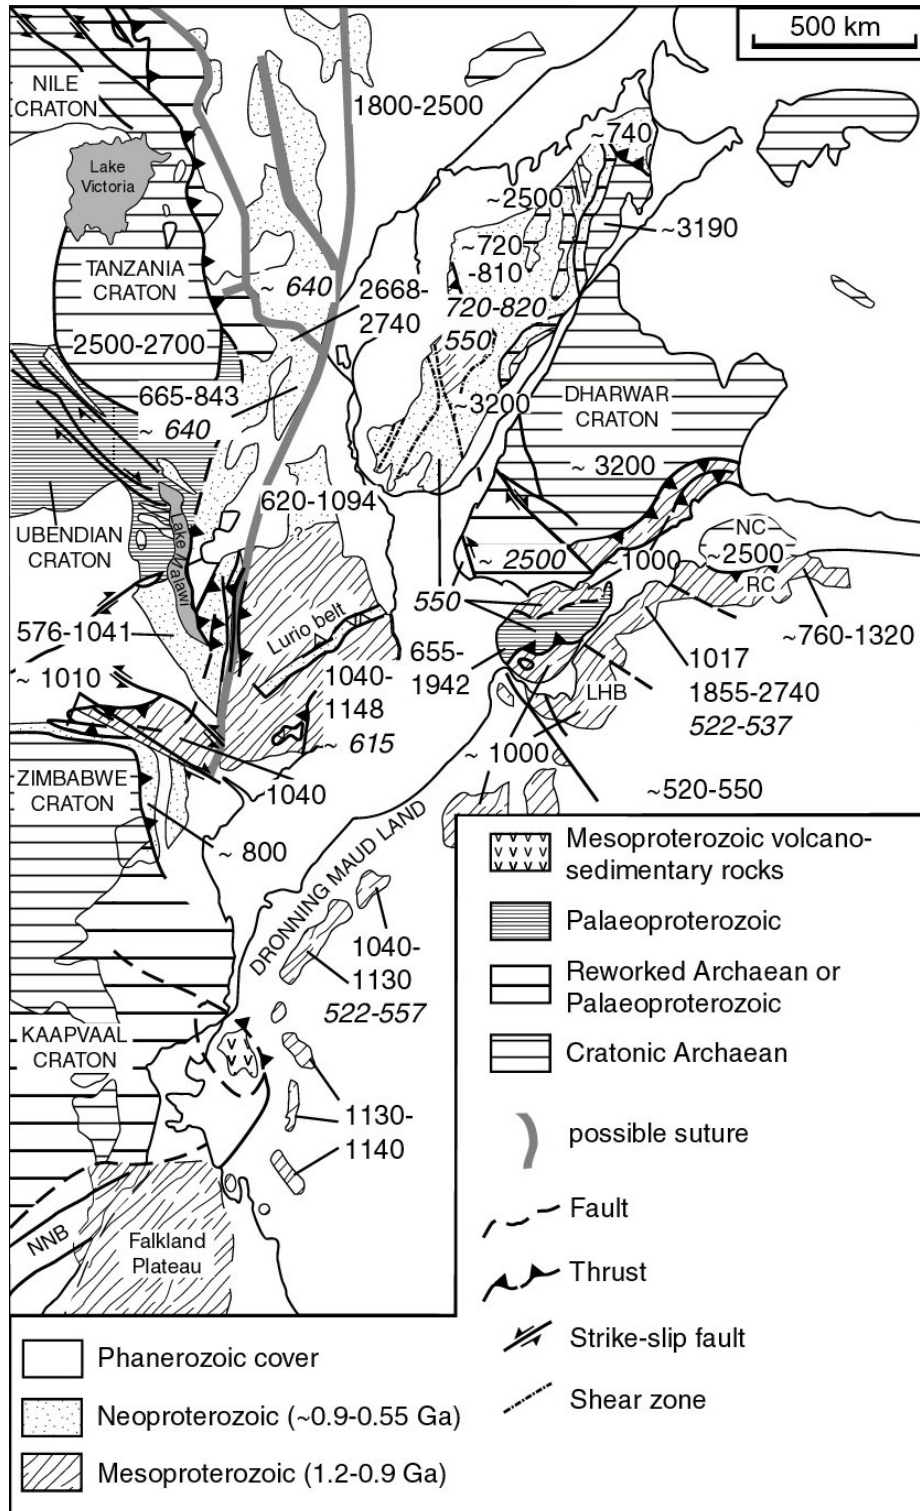 500 km
NILE
CRATON
1800-2500
~740
Lake
Victoria
~2500
~3190
~720
-810
TANZANIA
CRATON
~ 640
2668-
2740
720-820
550
2500-2700
665-843
~ 640
~3200
DHARWAR
CRATON
~ 3200
620-1094
?
UBENDIAN
CRATON
Lake Malawi
NC
~2500
RC
~ 2500
~1000
550
576-1041
Lurio belt
~760-1320
655-
1942
1017
1855-2740
522-537
~ 1010
1040-
1148
~ 615
LHB
~ 1000
ZIMBABWE
CRATON
1040
~520-550
~ 800
DRONNING MAUD LAND
1040-
1130
522-557
KAAPVAAL
CRATON
1130-
1140
NNB
Falkland
Plateau
Mesoproterozoic volcano-
sedimentary rocks
Palaeoproterozoic
Reworked Archaean or
Palaeoproterozoic
Cratonic Archaean
possible suture
Fault
Thrust
Strike-slip fault
Shear zone
Phanerozoic cover
Neoproterozoic (~0.9-0.55 Ga)
Mesoproterozoic (1.2-0.9 Ga)